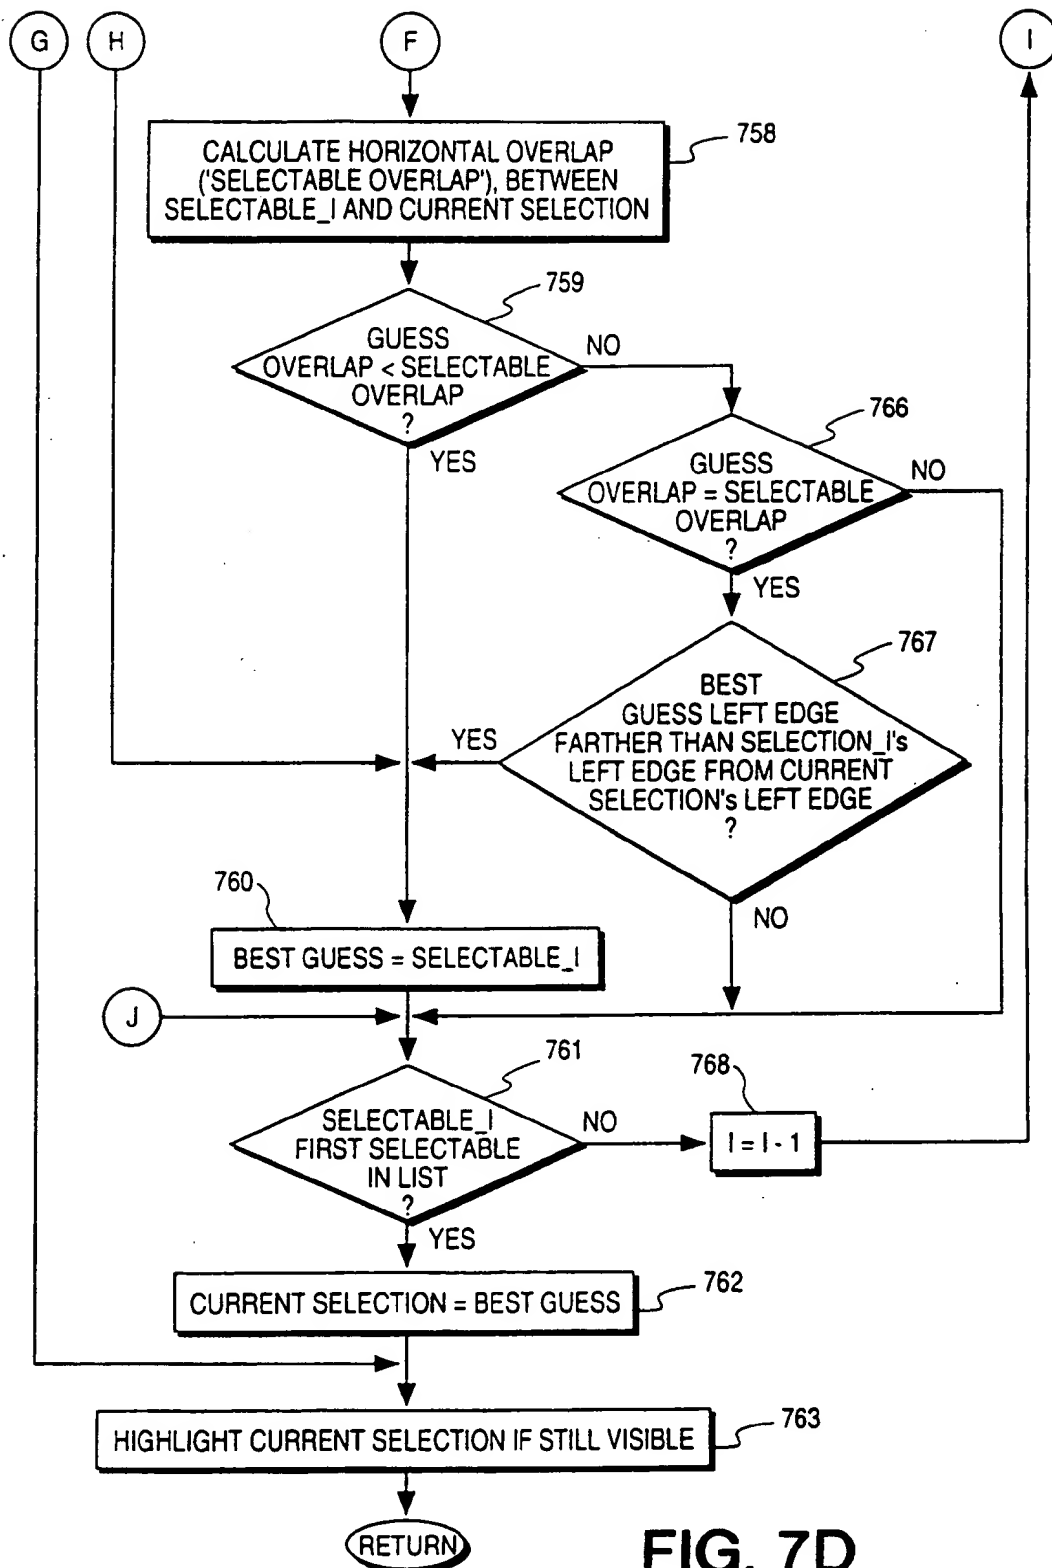 G
H
F
I
CALCULATE HORIZONTAL OVERLAP
('SELECTABLE OVERLAP'), BETWEEN
SELECTABLE_I AND CURRENT SELECTION
758
759
GUESS
OVERLAP < SELECTABLE
OVERLAP
?
NO
YES
766
GUESS
OVERLAP = SELECTABLE
OVERLAP
?
NO
YES
767
BEST
GUESS LEFT EDGE
FARTHER THAN SELECTION_I's
LEFT EDGE FROM CURRENT
SELECTION's LEFT EDGE
?
YES
NO
760
BEST GUESS = SELECTABLE_I
J
761
SELECTABLE_I
FIRST SELECTABLE
IN LIST
?
NO
YES
768
I = I - 1
CURRENT SELECTION = BEST GUESS
762
HIGHLIGHT CURRENT SELECTION IF STILL VISIBLE
763
RETURN
FIG. 7D